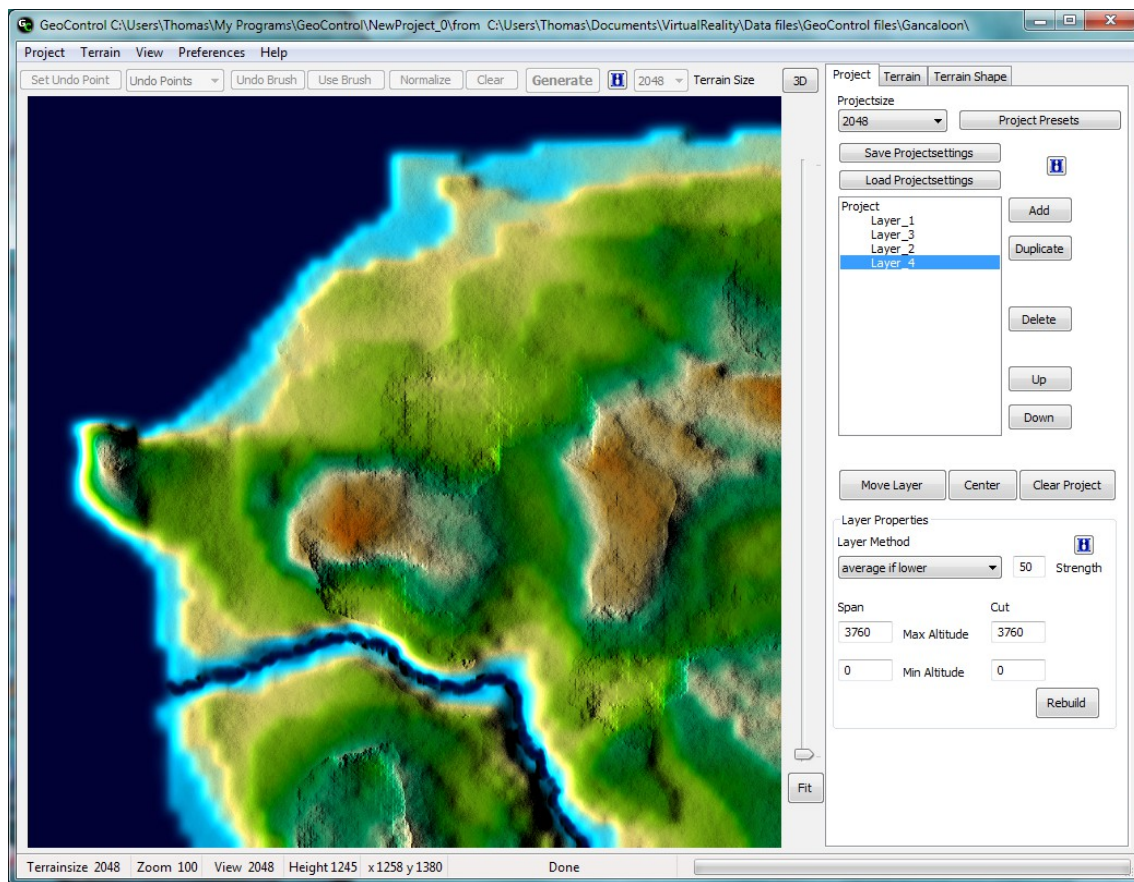 GeoControl C:\Users\Thomas\My Programs\GeoControl\NewProject_0\from C:\Users\Thomas\Documents\VirtualReality\Data files\GeoControl files\Gancaloon\
Project Terrain View Preferences Help
Set Undo Point Undo Points Undo Brush Use Brush Normalize Clear Generate H 2048 Terrain Size 3D
Project Terrain Terrain Shape
Projectsize
2048 Project Presets
Save Projectsettings
H
Load Projectsettings
Project
Layer_1
Layer_3
Layer_2
Layer_4
Add
Duplicate
Delete
Up
Down
Move Layer Center Clear Project
Layer Properties
Layer Method
H
average if lower 50 Strength
Span Cut
3760 Max Altitude 3760
0 Min Altitude 0
Rebuild
Fit
Terrainsize 2048 Zoom 100 View 2048 Height 1245 x 1258 y 1380 Done